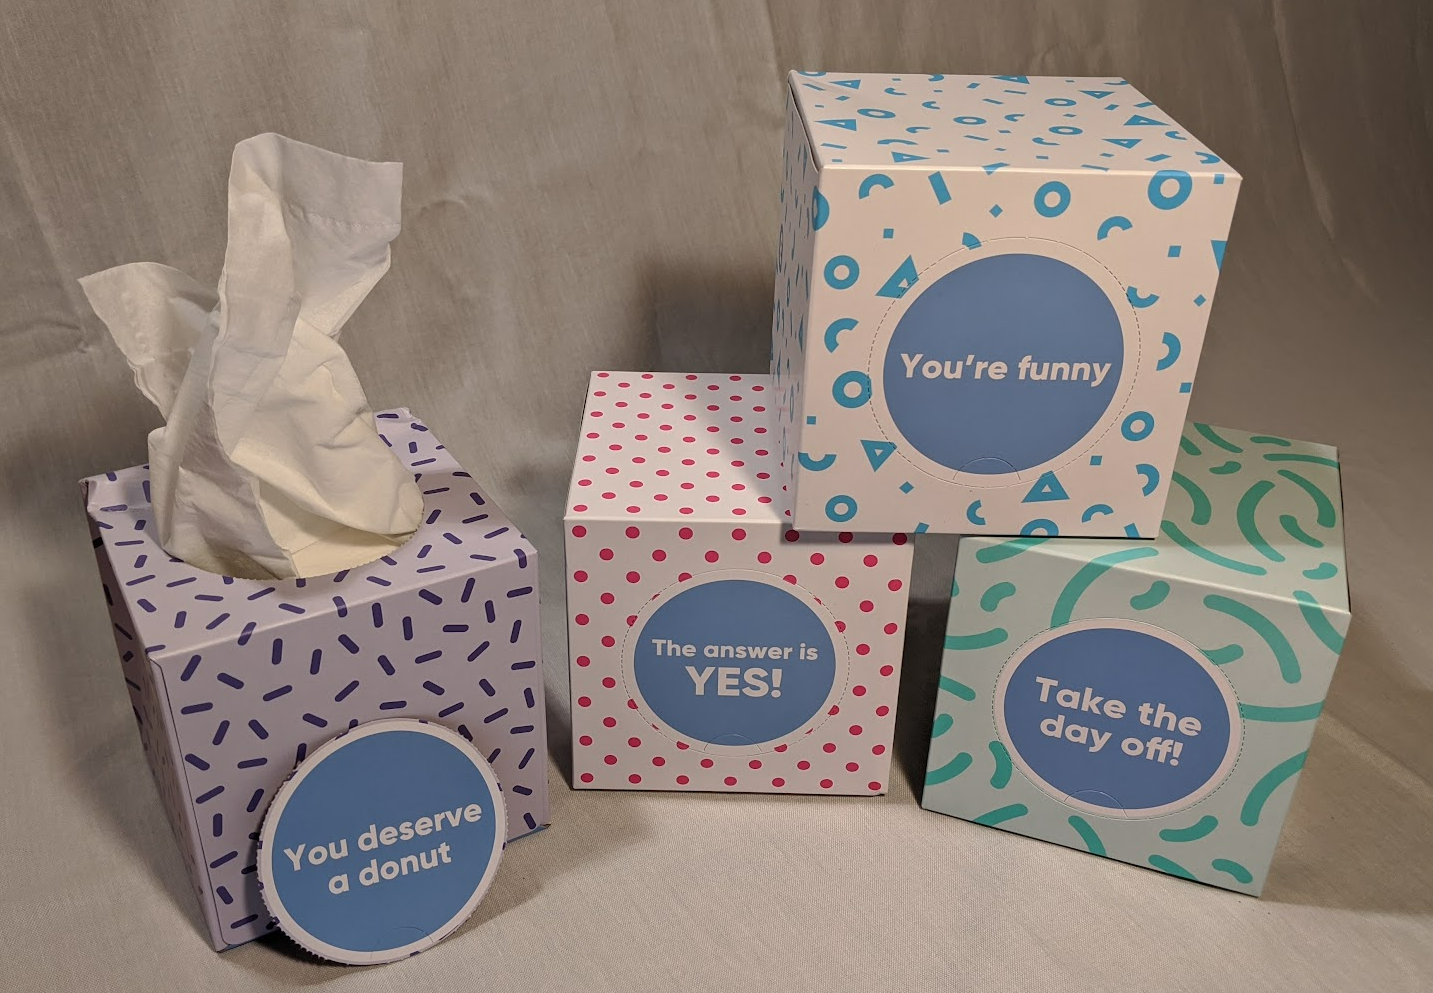 You're funny
The answer is
YES!
Take the
day off!
You deserve
a donut